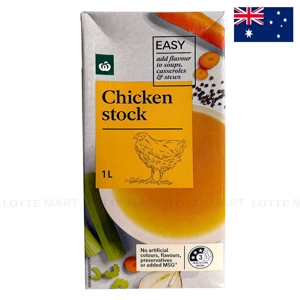 EASY
add flavour
to soups,
casseroles
& stews
Chicken
stock
1 L
LOTTE MART
LOTTE MART
No artificial
colours, flavours,
preservatives
or added MSG